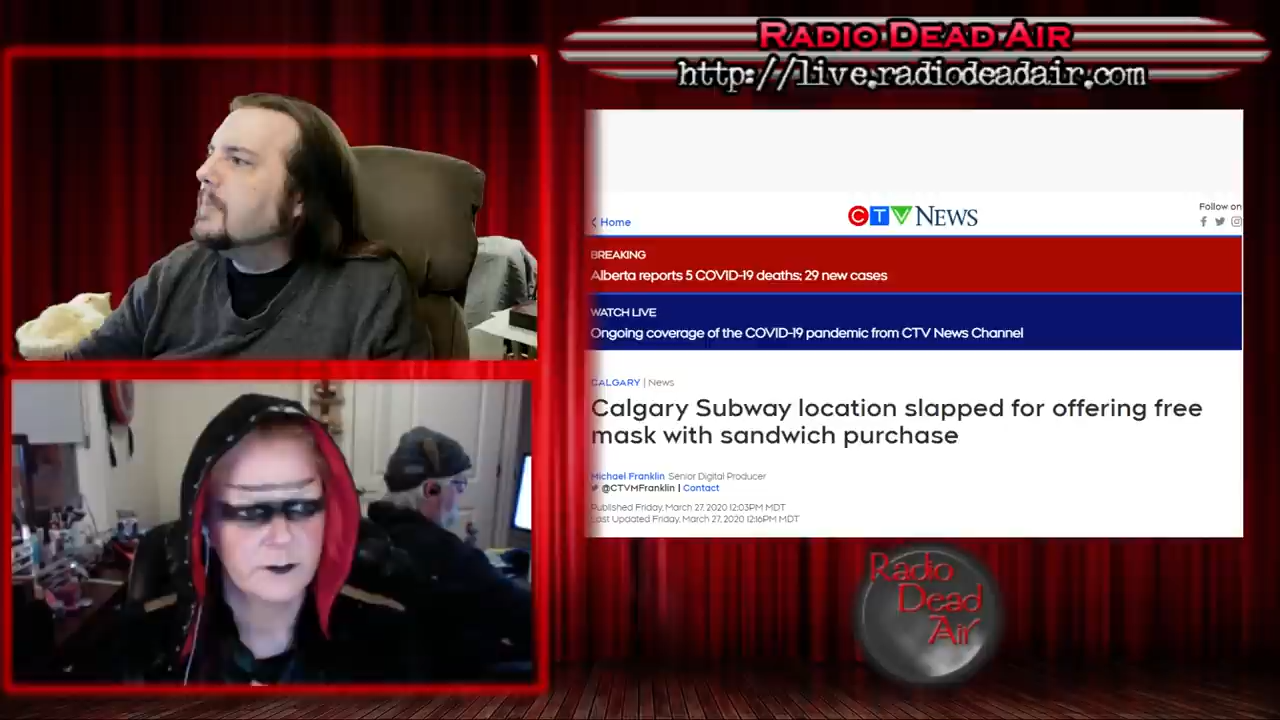 RADIO DEAD AIR
http://live.radiodeadair.com
Home
CTV NEWS
Follow on
BREAKING
Alberta reports 5 COVID-19 deaths; 29 new cases
WATCH LIVE
Ongoing coverage of the COVID-19 pandemic from CTV News Channel
CALGARY | News
Calgary Subway location slapped for offering free
mask with sandwich purchase
Michael Franklin Senior Digital Producer
@CTVMFranklin | Contact
Published Friday, March 27, 2020 12:03PM MDT
Last Updated Friday, March 27, 2020 12:16PM MDT
Radio
Dead
Air